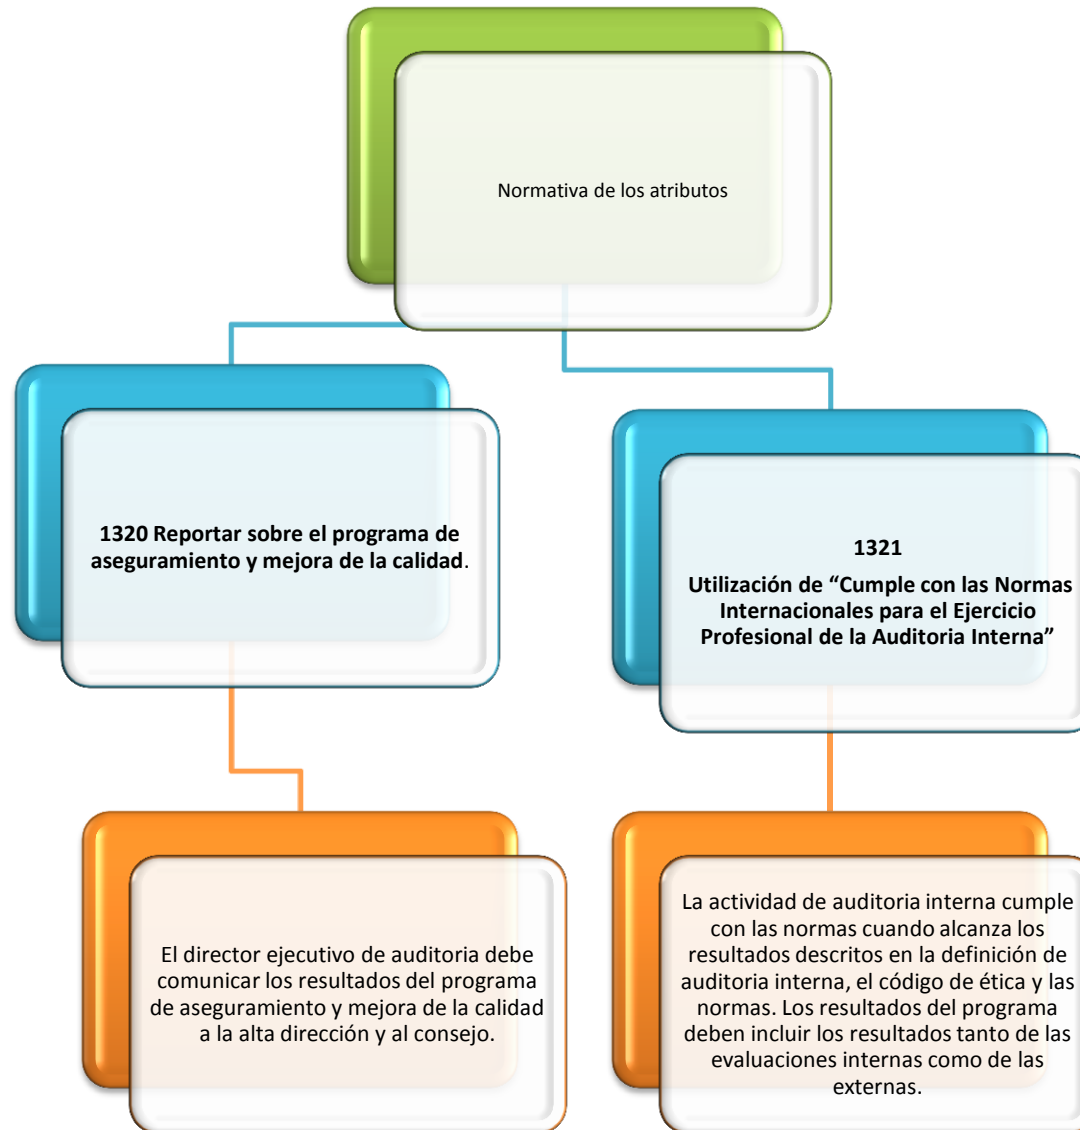 Normativa de los atributos
1320 Reportar sobre el programa de
aseguramiento y mejora de la calidad.
1321
Utilización de “Cumple con las Normas
Internacionales para el Ejercicio
Profesional de la Auditoria Interna”
El director ejecutivo de auditoria debe
comunicar los resultados del programa
de aseguramiento y mejora de la calidad
a la alta dirección y al consejo.
La actividad de auditoria interna cumple
con las normas cuando alcanza los
resultados descritos en la definición de
auditoria interna, el código de ética y las
normas. Los resultados del programa
deben incluir los resultados tanto de las
evaluaciones internas como de las
externas.